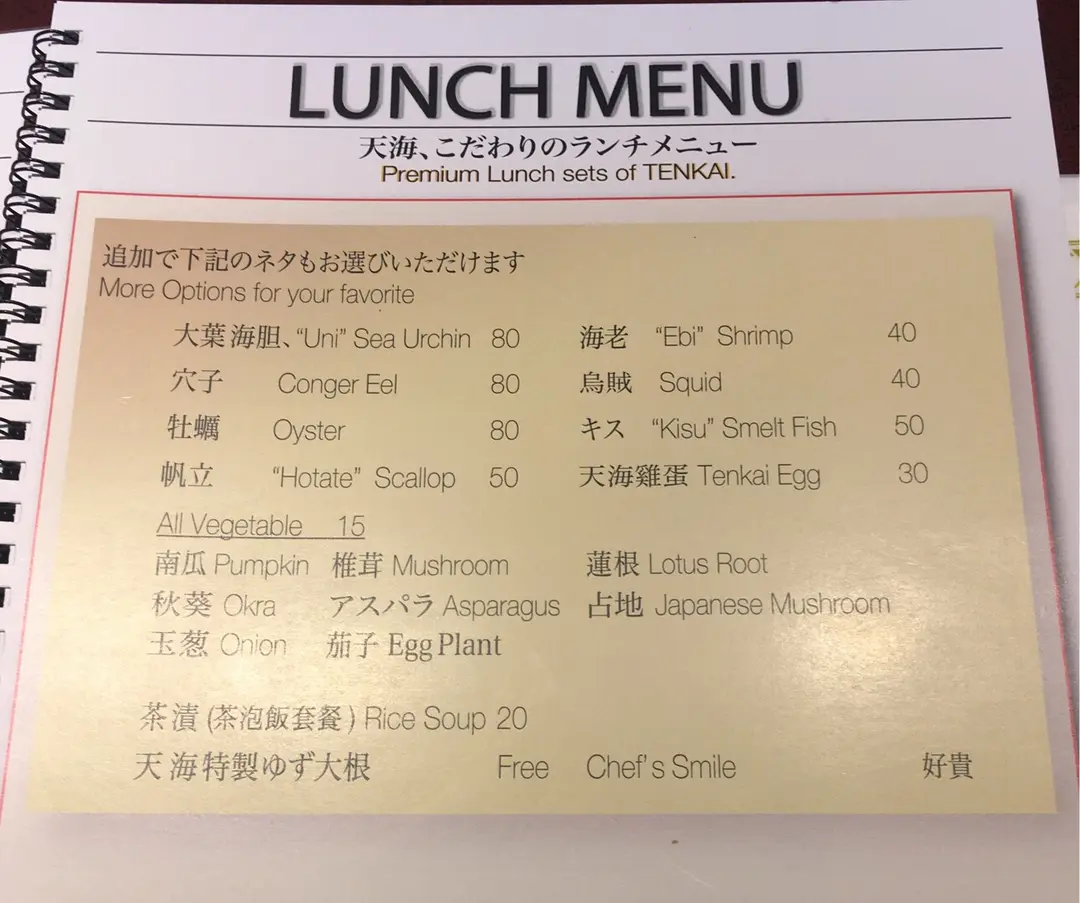 LUNCH MENU
天海、こだわりのランチメニュー
Premium Lunch sets of TENKAI.
追加で下記のネタもお選びいただけます
More Options for your favorite
大葉海胆、“Uni” Sea Urchin 80 海老 “Ebi” Shrimp 40
穴子 Conger Eel 80 烏賊 Squid 40
牡蠣 Oyster 80 キス “Kisu” Smelt Fish 50
帆立 “Hotate” Scallop 50 天海雞蛋 Tenkai Egg 30
All Vegetable 15
南瓜 Pumpkin 椎茸 Mushroom 蓮根 Lotus Root
秋葵 Okra アスパラ Asparagus 占地 Japanese Mushroom
玉葱 Onion 茄子 Egg Plant
茶漬 (茶泡飯套餐) Rice Soup 20
天海特製ゆず大根 Free Chef’s Smile 好貴